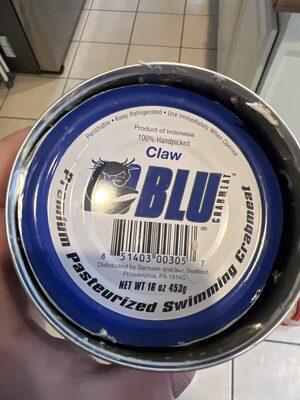 Perishable • Keep Refrigerated • Use Immediately When Opened
Product of Indonesia
100% Handpicked
Claw
BLU
CRABMEAT
®
8 51403 00305 7
Distributed by Samuels and Son Seafood,
Philadelphia, PA 19148
NET WT 16 oz 453g
Premium Pasteurized Swimming Crabmeat